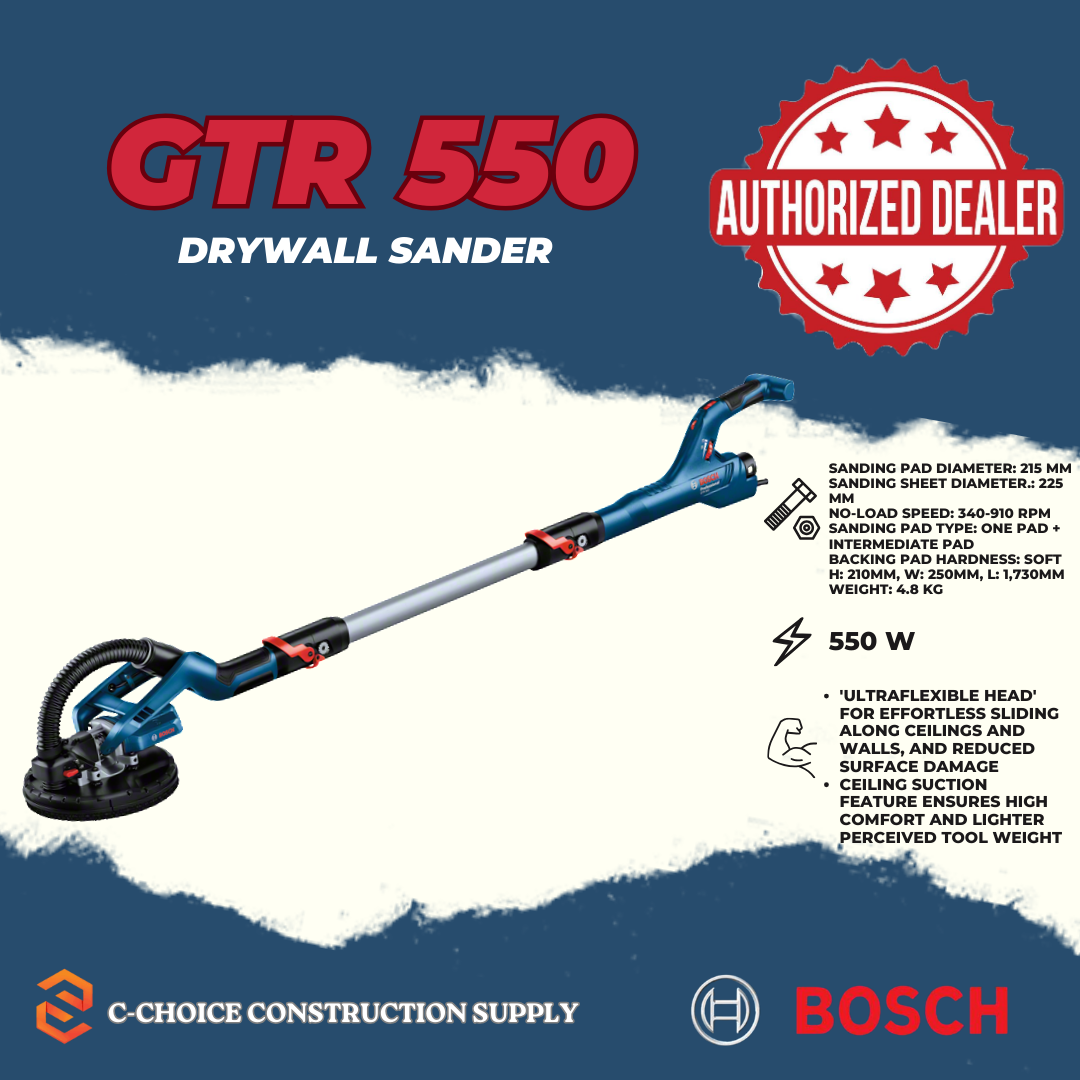 GTR 550
DRYWALL SANDER
AUTHORIZED DEALER
SANDING PAD DIAMETER: 215 MM
SANDING SHEET DIAMETER.: 225
MM
NO-LOAD SPEED: 340-910 RPM
SANDING PAD TYPE: ONE PAD +
INTERMEDIATE PAD
BACKING PAD HARDNESS: SOFT
H: 210MM, W: 250MM, L: 1,730MM
WEIGHT: 4.8 KG
550 W
• 'ULTRAFLEXIBLE HEAD'
FOR EFFORTLESS SLIDING
ALONG CEILINGS AND
WALLS, AND REDUCED
SURFACE DAMAGE
• CEILING SUCTION
FEATURE ENSURES HIGH
COMFORT AND LIGHTER
PERCEIVED TOOL WEIGHT
BOSCH
Professional
BOSCH
C-CHOICE CONSTRUCTION SUPPLY
BOSCH